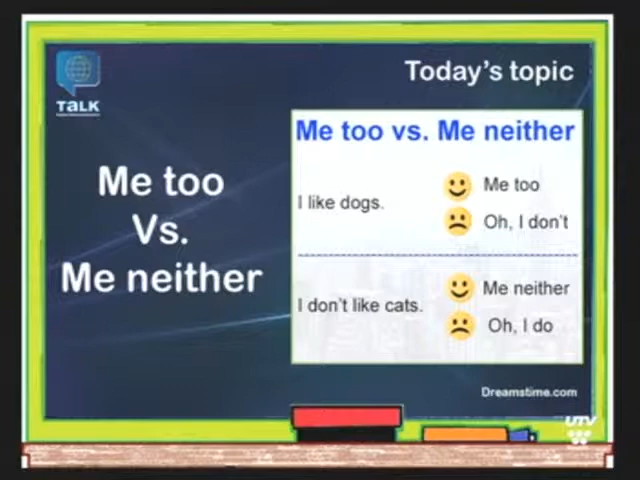 TALK
Today's topic
Me too
Vs.
Me neither
Me too vs. Me neither
I like dogs.
Me too
Oh, I don't
I don't like cats.
Me neither
Oh, I do
Dreamstime.com
UTV